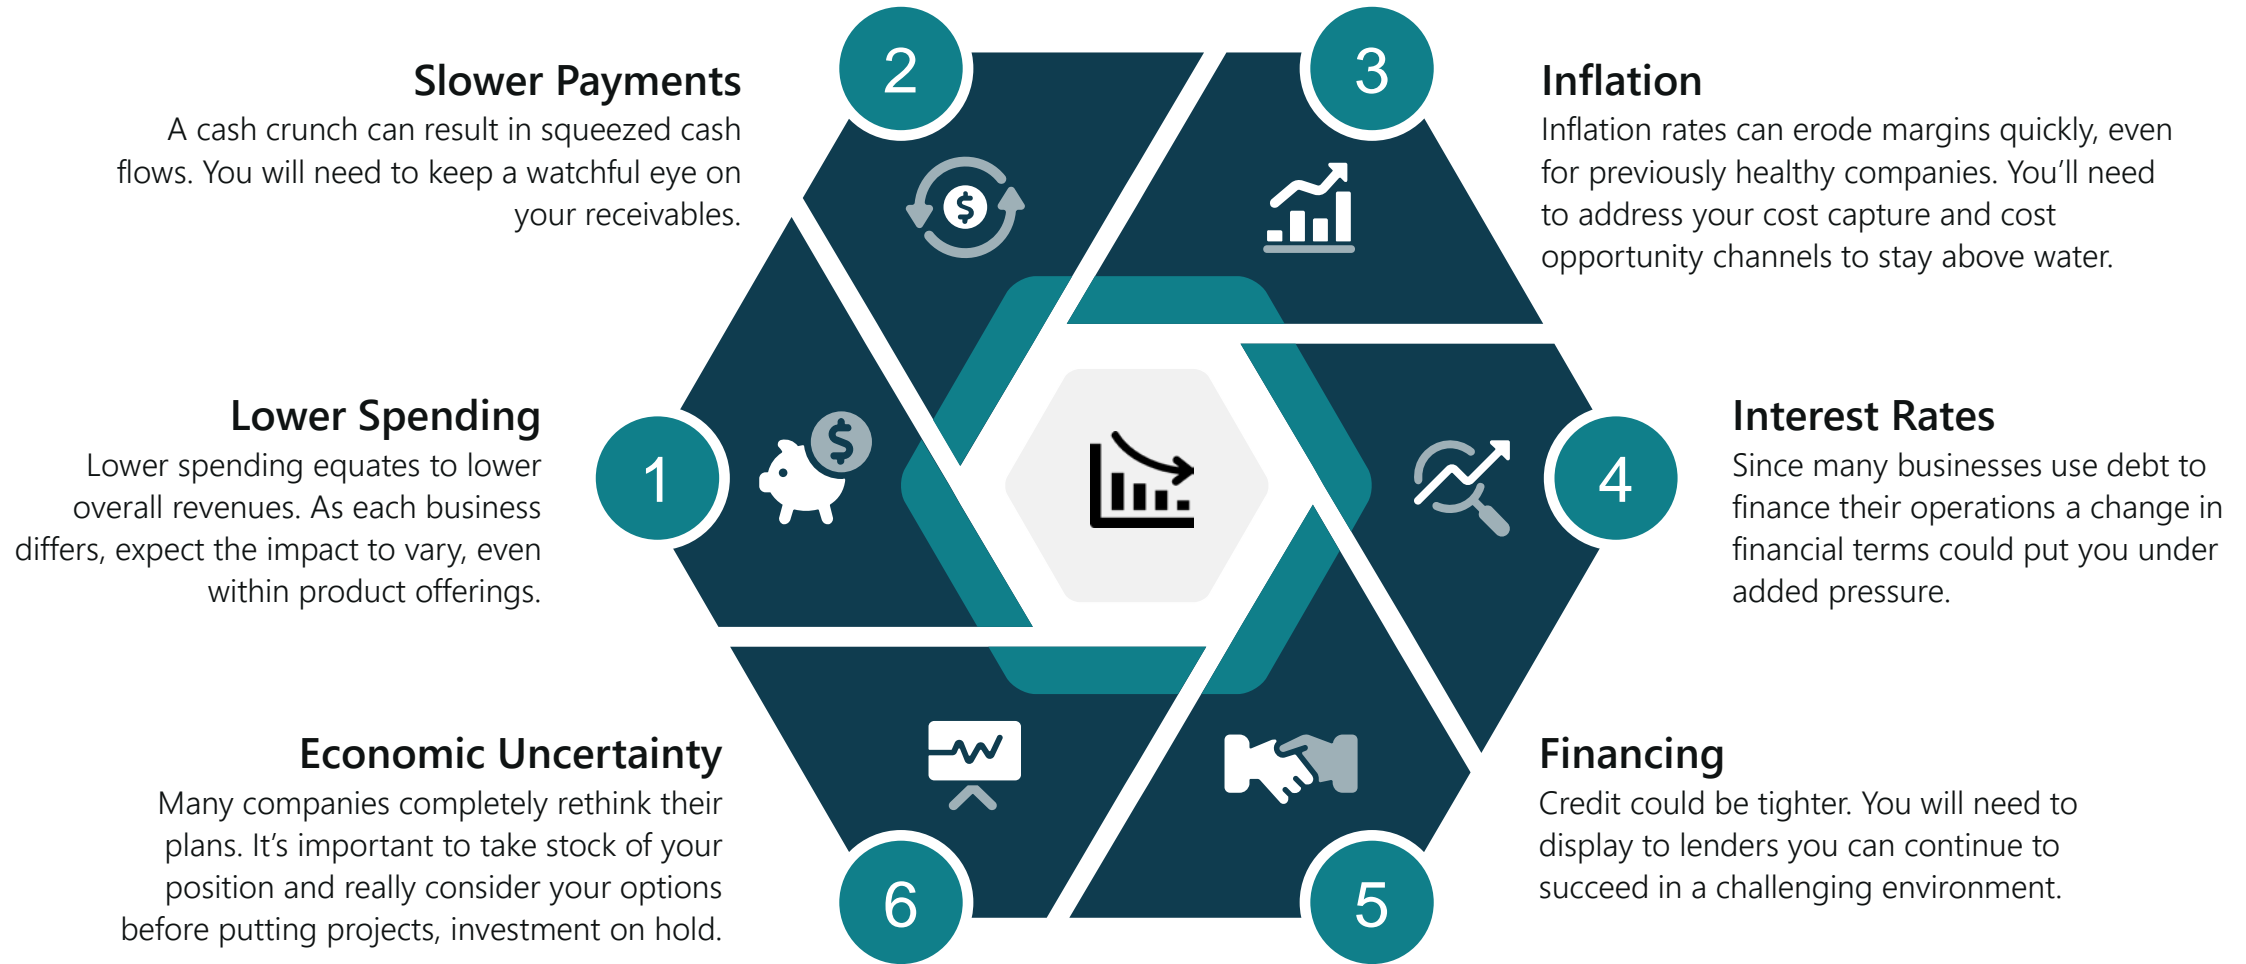 1
Lower Spending
Lower spending equates to lower
overall revenues. As each business
differs, expect the impact to vary, even
within product offerings.
2
Slower Payments
A cash crunch can result in squeezed cash
flows. You will need to keep a watchful eye on
your receivables.
3
Inflation
Inflation rates can erode margins quickly, even
for previously healthy companies. You’ll need
to address your cost capture and cost
opportunity channels to stay above water.
4
Interest Rates
Since many businesses use debt to
finance their operations a change in
financial terms could put you under
added pressure.
5
Financing
Credit could be tighter. You will need to
display to lenders you can continue to
succeed in a challenging environment.
6
Economic Uncertainty
Many companies completely rethink their
plans. It’s important to take stock of your
position and really consider your options
before putting projects, investment on hold.
$
$